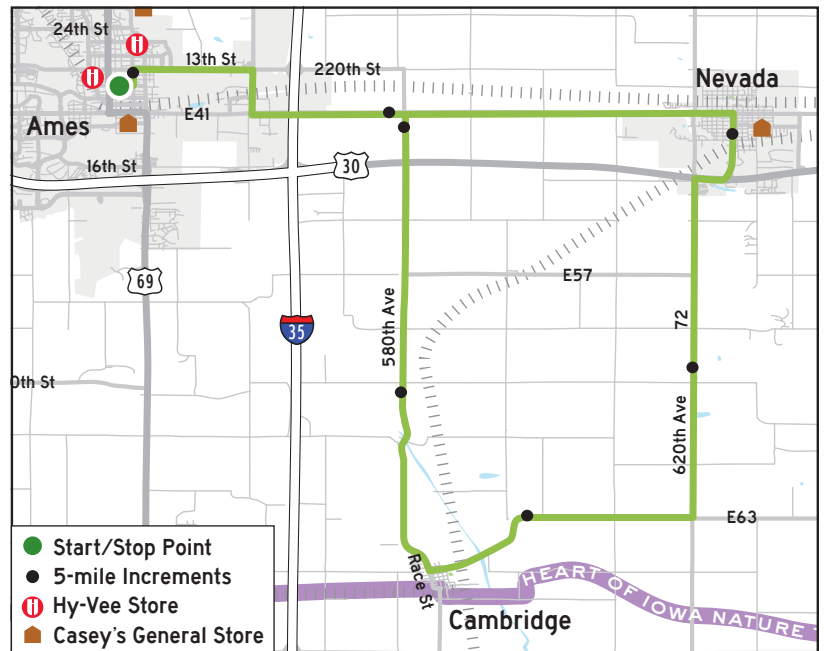 24th St
13th St
220th St
Nevada
Ames
E41
16th St
30
69
E57
35
580th Ave
72
0th St
620th Ave
E63
Race St
HEART OF IOWA NATURE T
Cambridge
Start/Stop Point
5-mile Increments
Hy-Vee Store
Casey's General Store